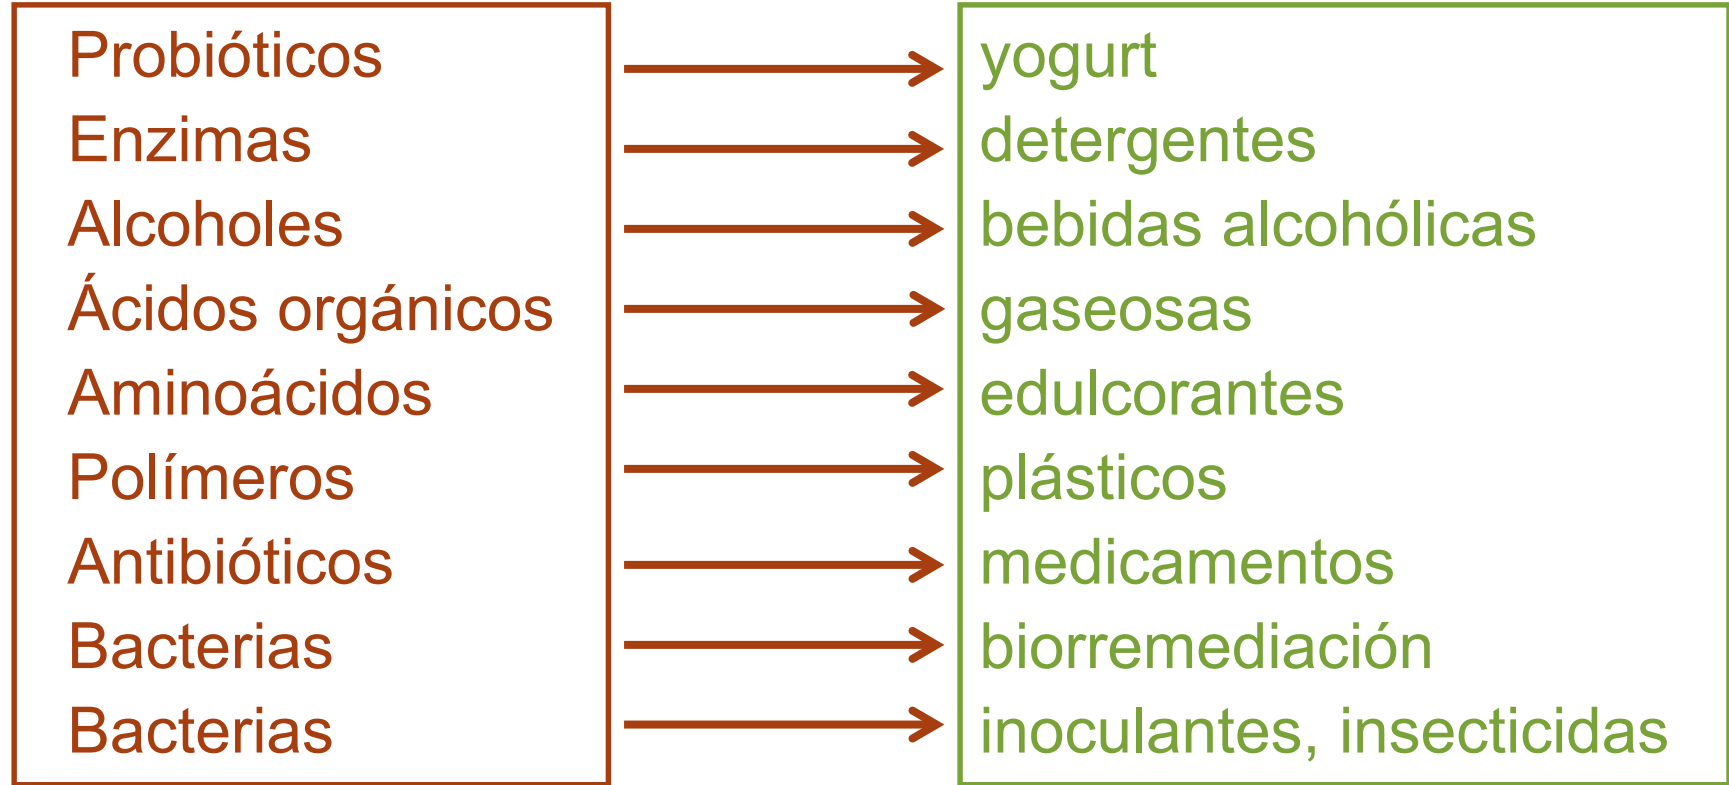 Probióticos yogurt
Enzimas detergentes
Alcoholes bebidas alcohólicas
Ácidos orgánicos gaseosas
Aminoácidos edulcorantes
Polímeros plásticos
Antibióticos medicamentos
Bacterias biorremediación
Bacterias inoculantes, insecticidas